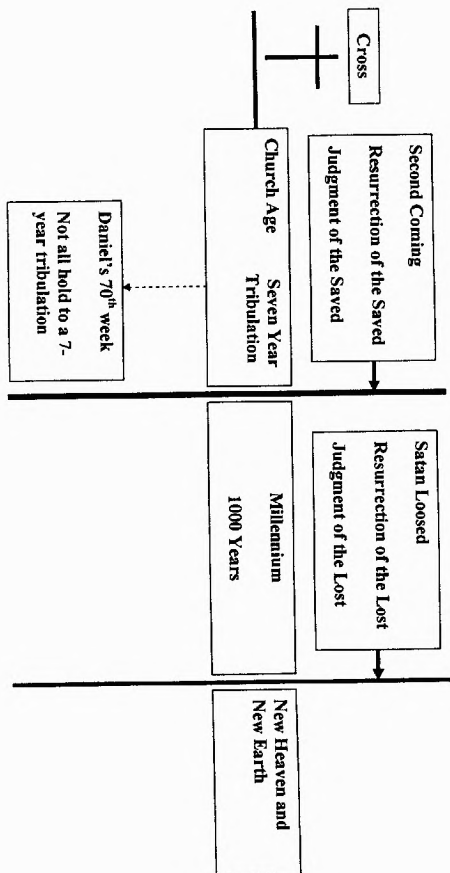 Cross
Second Coming
Resurrection of the Saved
Judgment of the Saved
Satan Loosed
Resurrection of the Lost
Judgment of the Lost
Church Age Seven Year
Tribulation
Millennium
1000 Years
New Heaven and
New Earth
Daniel's 70th week
Not all hold to a 7-
year tribulation